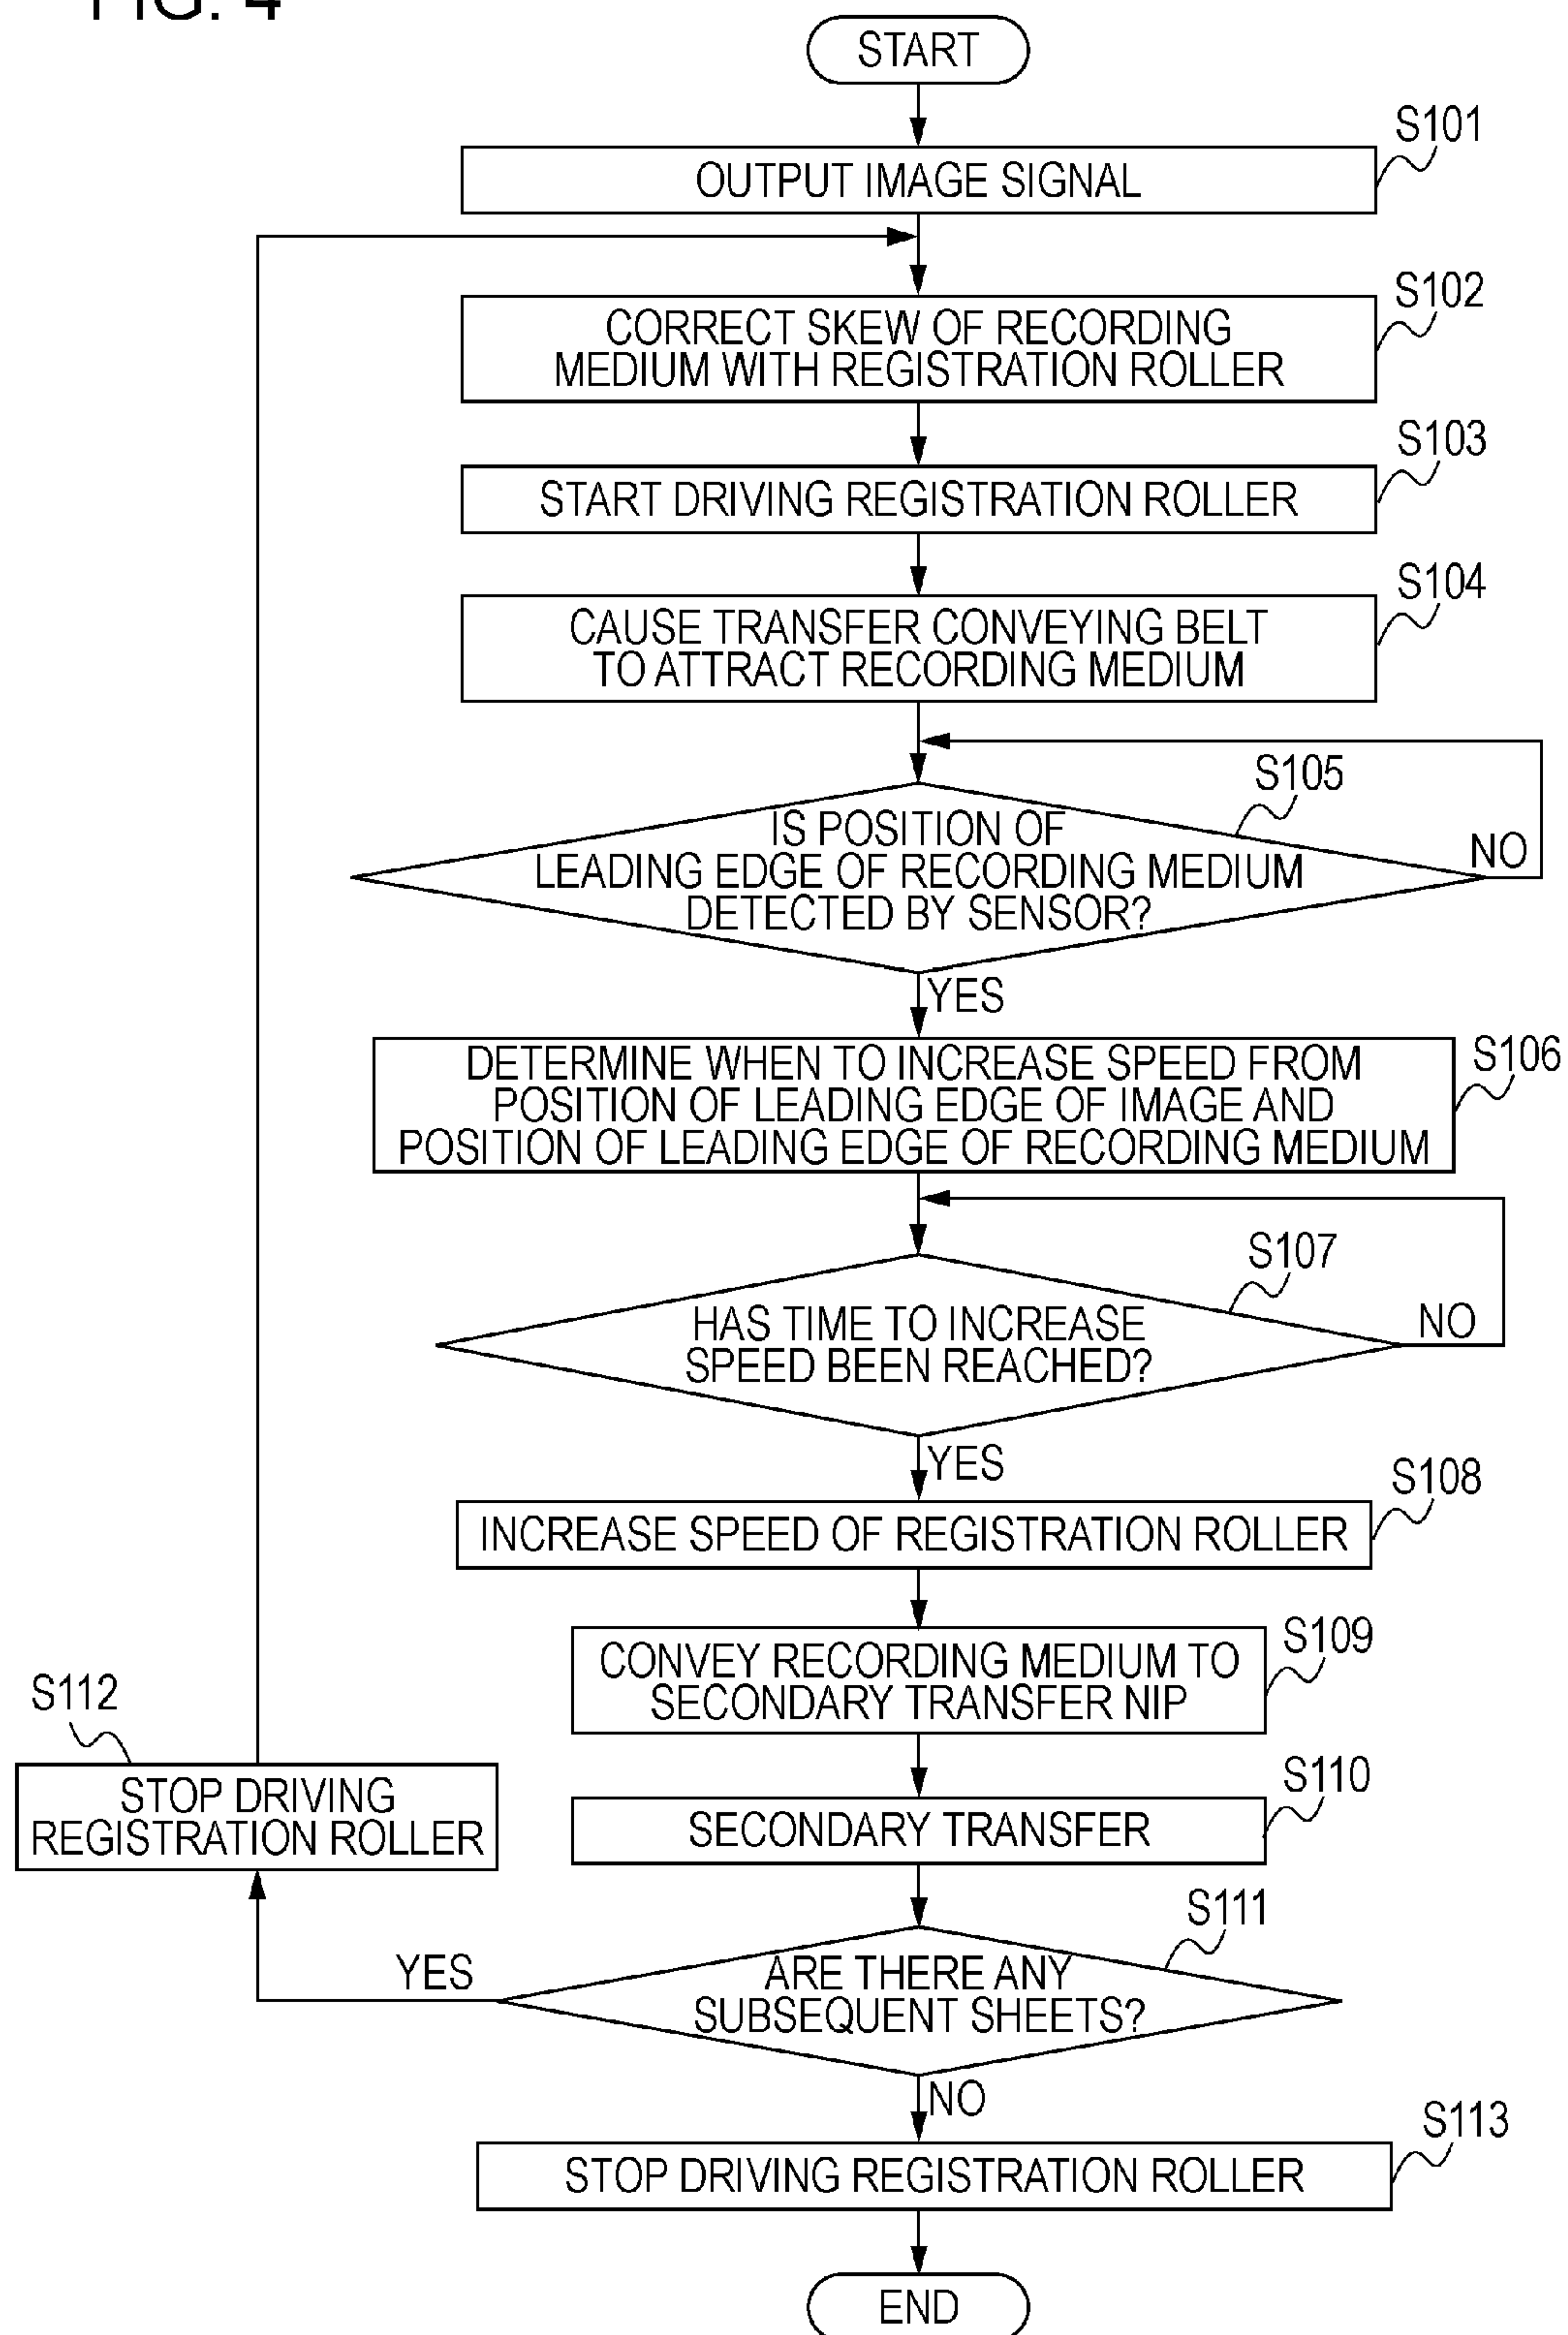 FIG. 4
START
S101
OUTPUT IMAGE SIGNAL
S102
CORRECT SKEW OF RECORDING
MEDIUM WITH REGISTRATION ROLLER
S103
START DRIVING REGISTRATION ROLLER
S104
CAUSE TRANSFER CONVEYING BELT
TO ATTRACT RECORDING MEDIUM
S105
IS POSITION OF
LEADING EDGE OF RECORDING MEDIUM
DETECTED BY SENSOR?
NO
YES
S106
DETERMINE WHEN TO INCREASE SPEED FROM
POSITION OF LEADING EDGE OF IMAGE AND
POSITION OF LEADING EDGE OF RECORDING MEDIUM
S107
HAS TIME TO INCREASE
SPEED BEEN REACHED?
NO
YES
S108
INCREASE SPEED OF REGISTRATION ROLLER
S109
CONVEY RECORDING MEDIUM TO
SECONDARY TRANSFER NIP
S112
STOP DRIVING
REGISTRATION ROLLER
S110
SECONDARY TRANSFER
S111
ARE THERE ANY
SUBSEQUENT SHEETS?
YES
NO
S113
STOP DRIVING REGISTRATION ROLLER
END